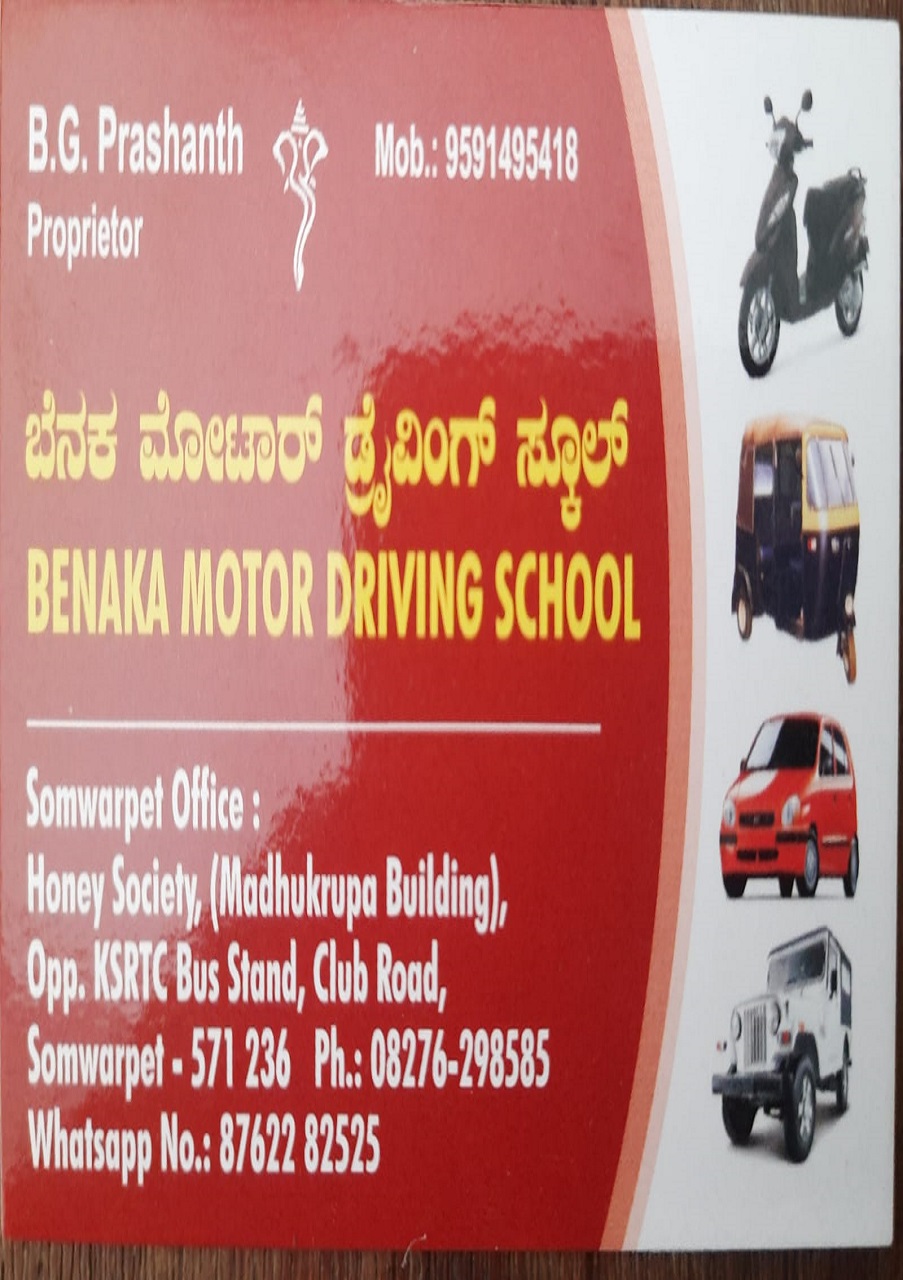 B.G. Prashanth
Proprietor
Mob.: 9591495418
ಬೆನಕ ಮೋಟಾರ್ ಡ್ರೈವಿಂಗ್ ಸ್ಕೂಲ್
BENAKA MOTOR DRIVING SCHOOL
Somwarpet Office :
Honey Society, (Madhukrupa Building),
Opp. KSRTC Bus Stand, Club Road,
Somwarpet - 571 236 Ph.: 08276-298585
Whatsapp No.: 87622 82525